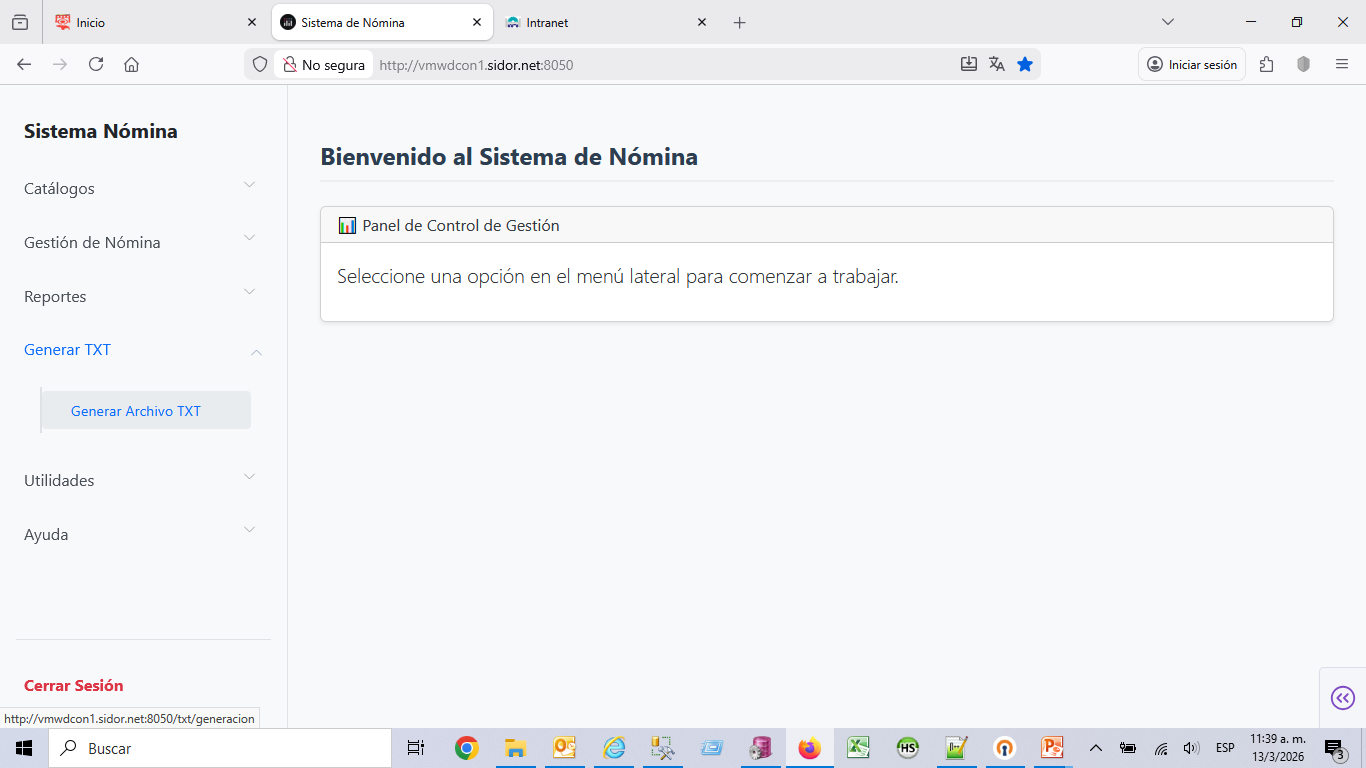 Inicio
Sistema de Nómina
Intranet
No segura
http://vmwdcon1.sidor.net:8050
Iniciar sesión
Sistema Nómina
Catálogos
Gestión de Nómina
Reportes
Generar TXT
Generar Archivo TXT
Utilidades
Ayuda
Cerrar Sesión
Bienvenido al Sistema de Nómina
Panel de Control de Gestión
Seleccione una opción en el menú lateral para comenzar a trabajar.
http://vmwdcon1.sidor.net:8050/txt/generacion
Buscar
HS
ESP
11:39 a. m.
13/3/2026
3